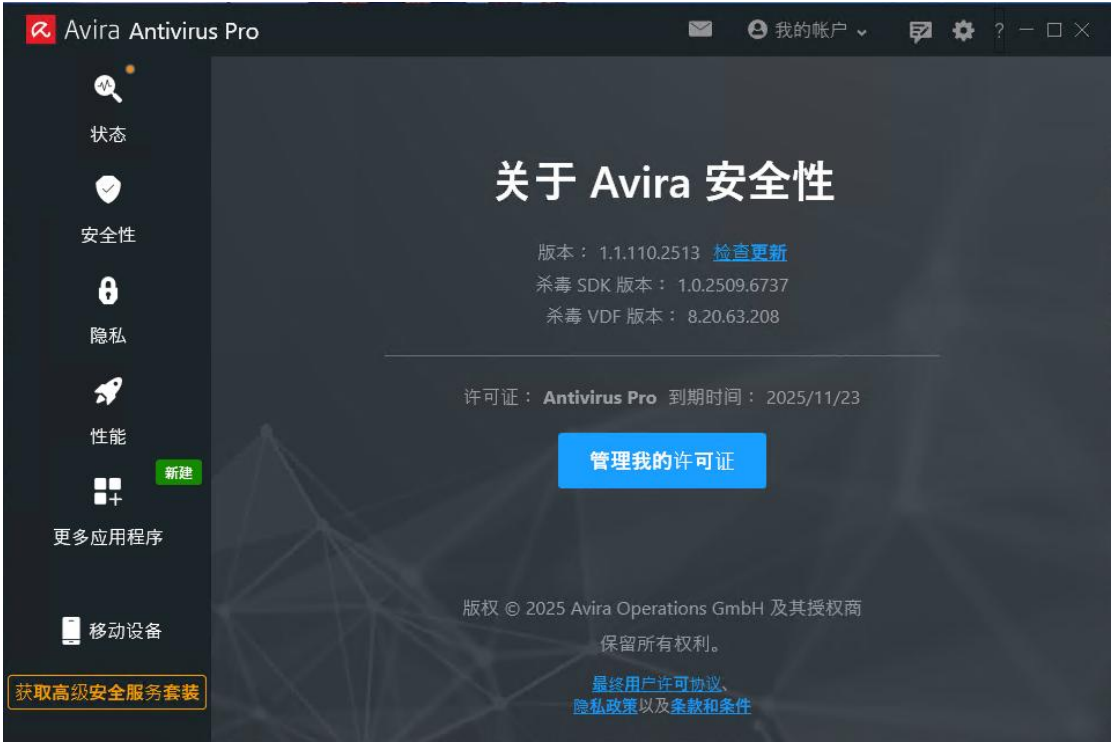 Avira Antivirus Pro
我的帐户
?
状态
安全性
隐私
性能
新建
更多应用程序
移动设备
获取高级安全服务套装
关于 Avira 安全性
版本： 1.1.110.2513 检查更新
杀毒 SDK 版本： 1.0.2509.6737
杀毒 VDF 版本： 8.20.63.208
许可证： Antivirus Pro 到期时间： 2025/11/23
管理我的许可证
版权 © 2025 Avira Operations GmbH 及其授权商
保留所有权利。
最终用户许可协议、
隐私政策以及条款和条件